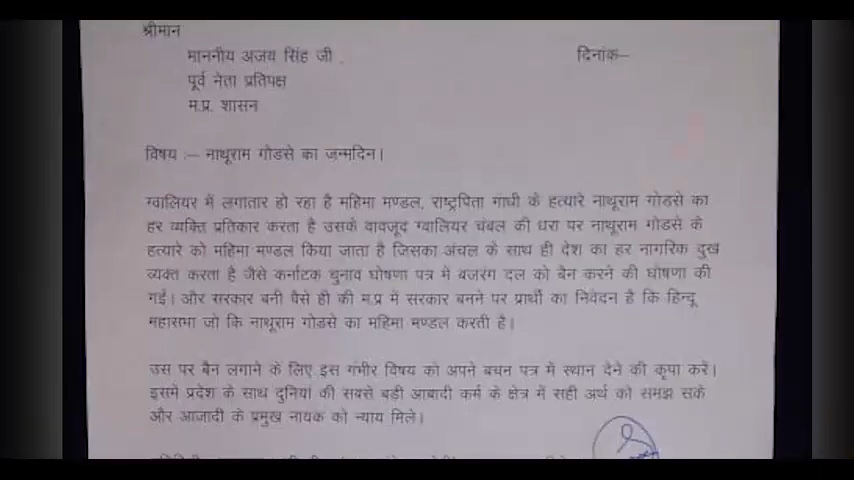 श्रीमान
माननीय अजय सिंह जी . दिनांक–
पूर्व नेता प्रतिपक्ष
म.प्र. शासन
विषय :– नाथूराम गोडसे का जन्मदिन।
ग्वालियर में लगातार हो रहा है महिमा मण्डल, राष्ट्रपिता गांधी के हत्यारे नाथूराम गोडसे का
हर व्यक्ति प्रतिकार करता है उसके वावजूद ग्वालियर चंबल की धरा पर नाथूराम गोडसे के
हत्यारे को महिमा मण्डल किया जाता है जिसका अंचल के साथ ही देश का हर नागरिक दुख
व्यक्त करता है जैसे कर्नाटक चुनाव घोषणा पत्र में बजरंग दल को बैन करने की घोषणा की
गई। और सरकार बनी वैसे ही की म.प्र में सरकार बनने पर प्रार्थी का निवेदन है कि हिन्दू
महासभा जो कि नाथूराम गोडसे का महिमा मण्डल करती है।
उस पर बैन लगाने के लिए इस गंभीर विषय को अपने बचन पत्र में स्थान देने की कृपा करें।
इसमे प्रदेश के साथ दुनियां की सबसे बडी आबादी कर्म के क्षेत्र में सही अर्थ को समझ सके
और आजादी के प्रमुख नायक को न्याय मिले।